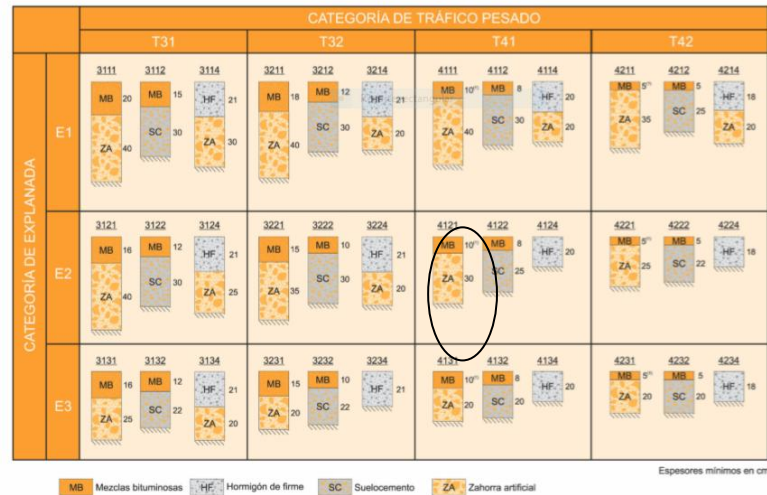 CATEGORÍA DE TRÁFICO PESADO
T31 T32 T41 T42
CATEGORÍA DE EXPLANADA
E1
3111 3112 3114 3211 3212 3214 4111 4112 4114 4211 4212 4214
MB 20 MB 15 HF 21 MB 18 MB 12 HF 21 MB 10 MB 8 HF 20 MB 5 MB 5 HF 18
ZA 40 SC 30 ZA 30 ZA 40 SC 30 ZA 20 ZA 40 SC 30 ZA 20 ZA 35 SC 25 ZA 20
E2
3121 3122 3124 3221 3222 3224 4121 4122 4124 4221 4222 4224
MB 16 MB 12 HF 21 MB 15 MB 10 HF 21 MB 10 MB 8 HF 20 MB 5 MB 5 HF 18
ZA 40 SC 30 ZA 25 ZA 35 SC 30 ZA 20 ZA 30 SC 25 ZA 25 SC 22
E3
3131 3132 3134 3231 3232 3234 4131 4132 4134 4231 4232 4234
MB 16 MB 12 HF 21 MB 15 MB 10 HF 21 MB 10 MB 8 HF 20 MB 5 MB 5 HF 18
ZA 25 SC 22 ZA 20 ZA 20 SC 22 ZA 20 SC 20 ZA 20 SC 20
Espesores mínimos en cm
MB Mezclas bituminosas HF Hormigón de firme SC Suelocemento ZA Zahorra artificial